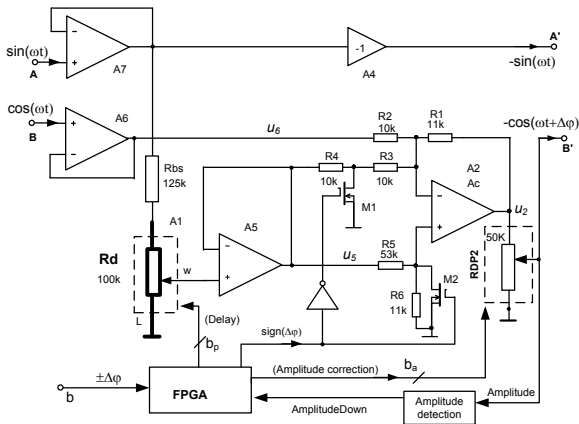 −
+
sin(ωt)
A
A7
-1
A4
A'
-sin(ωt)
cos(ωt)
B
A6
+
−
u6
R2
10k
R1
11k
-cos(ωt+Δφ)
B'
Rbs
125k
R4
10k
R3
10k
M1
A2
Ac
−
+
u2
A1
Rd
100k
w
L
A5
−
+
u5
R5
53k
M2
R6
11k
50K
RDP2
(Delay)
bp
sign(Δφ)
(Amplitude correction)
ba
±Δφ
b
FPGA
AmplitudeDown
Amplitude
detection
Amplitude